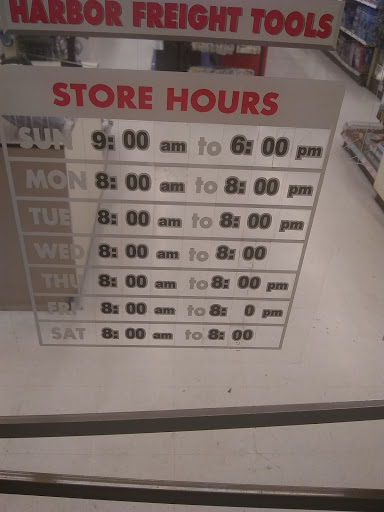 HARBOR FREIGHT TOOLS
STORE HOURS
SUN 9:00 am to 6:00 pm
MON 8:00 am to 8:00 pm
TUE 8:00 am to 8:00 pm
WED 8:00 am to 8:00
THU 8:00 am to 8:00 pm
FRI 8:00 am to 8: 0 pm
SAT 8:00 am to 8:00